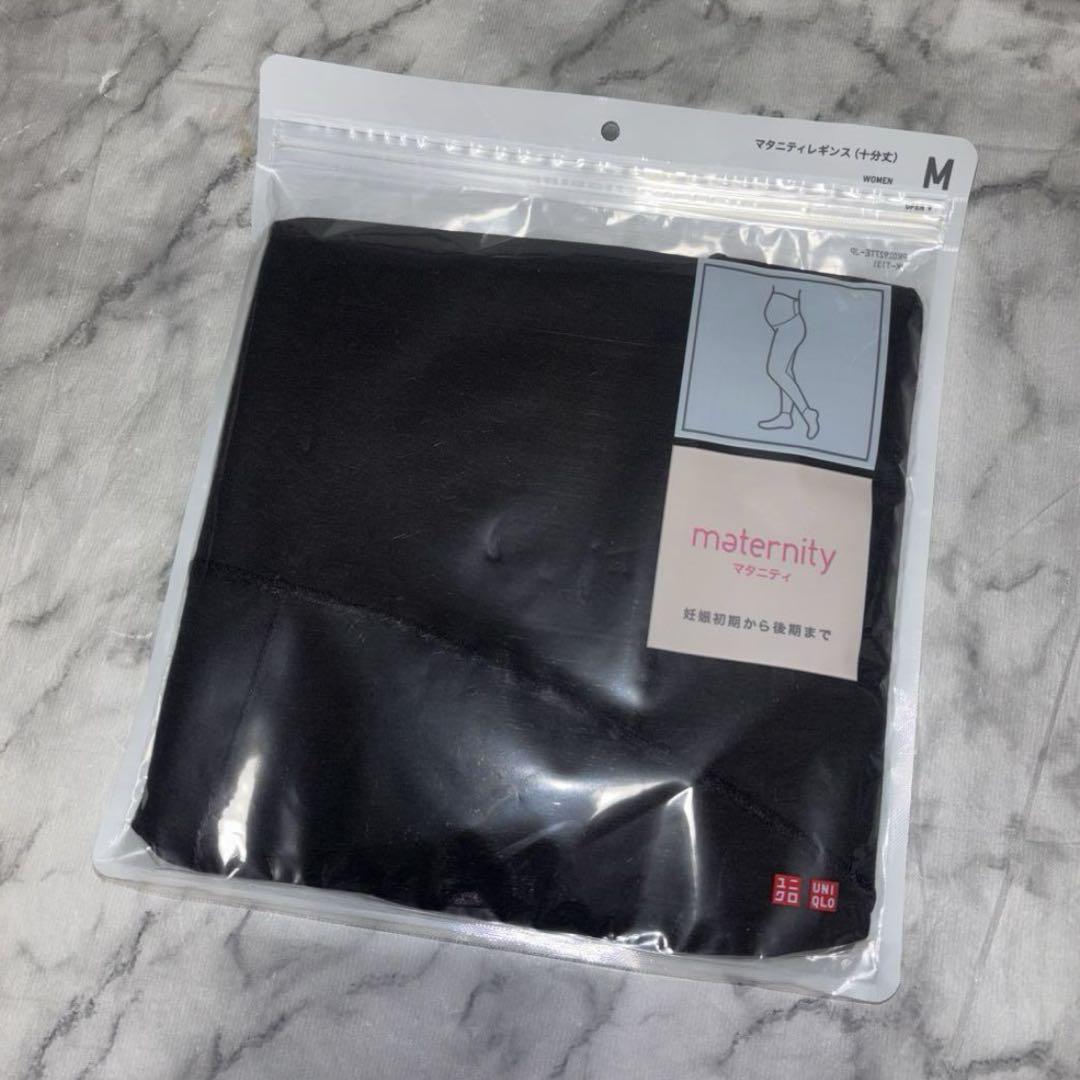 マタニティレギンス(十分丈)
M
WOMEN
OPEN
maternity
マタニティ
妊娠初期から後期まで
ユニ
クロ
UNI
QLO